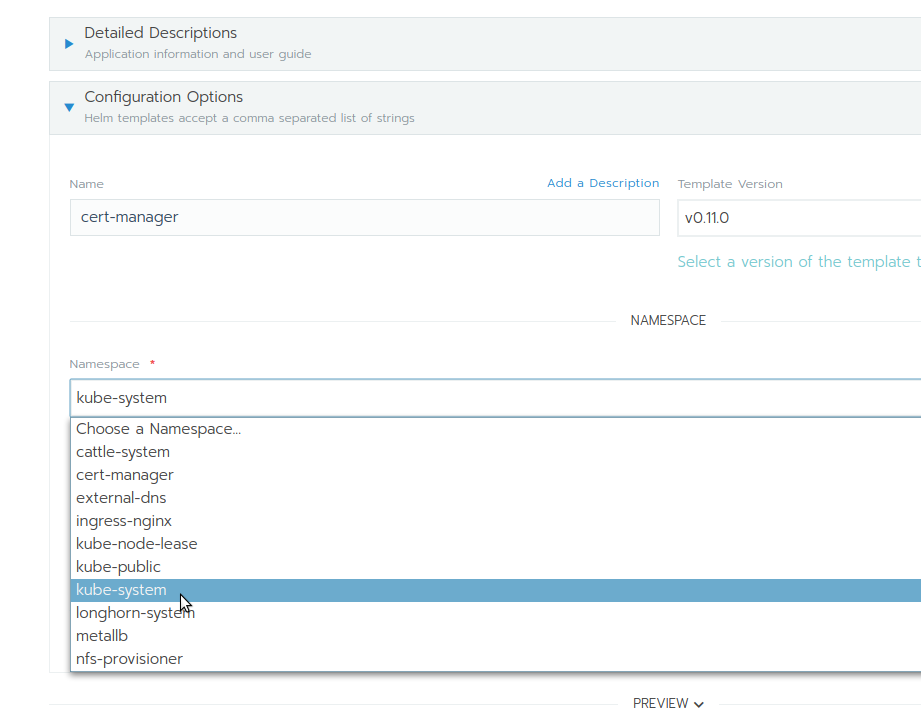 Detailed Descriptions
Application information and user guide
Configuration Options
Helm templates accept a comma separated list of strings
Name
Add a Description
Template Version
cert-manager
v0.11.0
Select a version of the template
NAMESPACE
Namespace *
kube-system
Choose a Namespace...
cattle-system
cert-manager
external-dns
ingress-nginx
kube-node-lease
kube-public
kube-system
longhorn-system
metallb
nfs-provisioner
PREVIEW